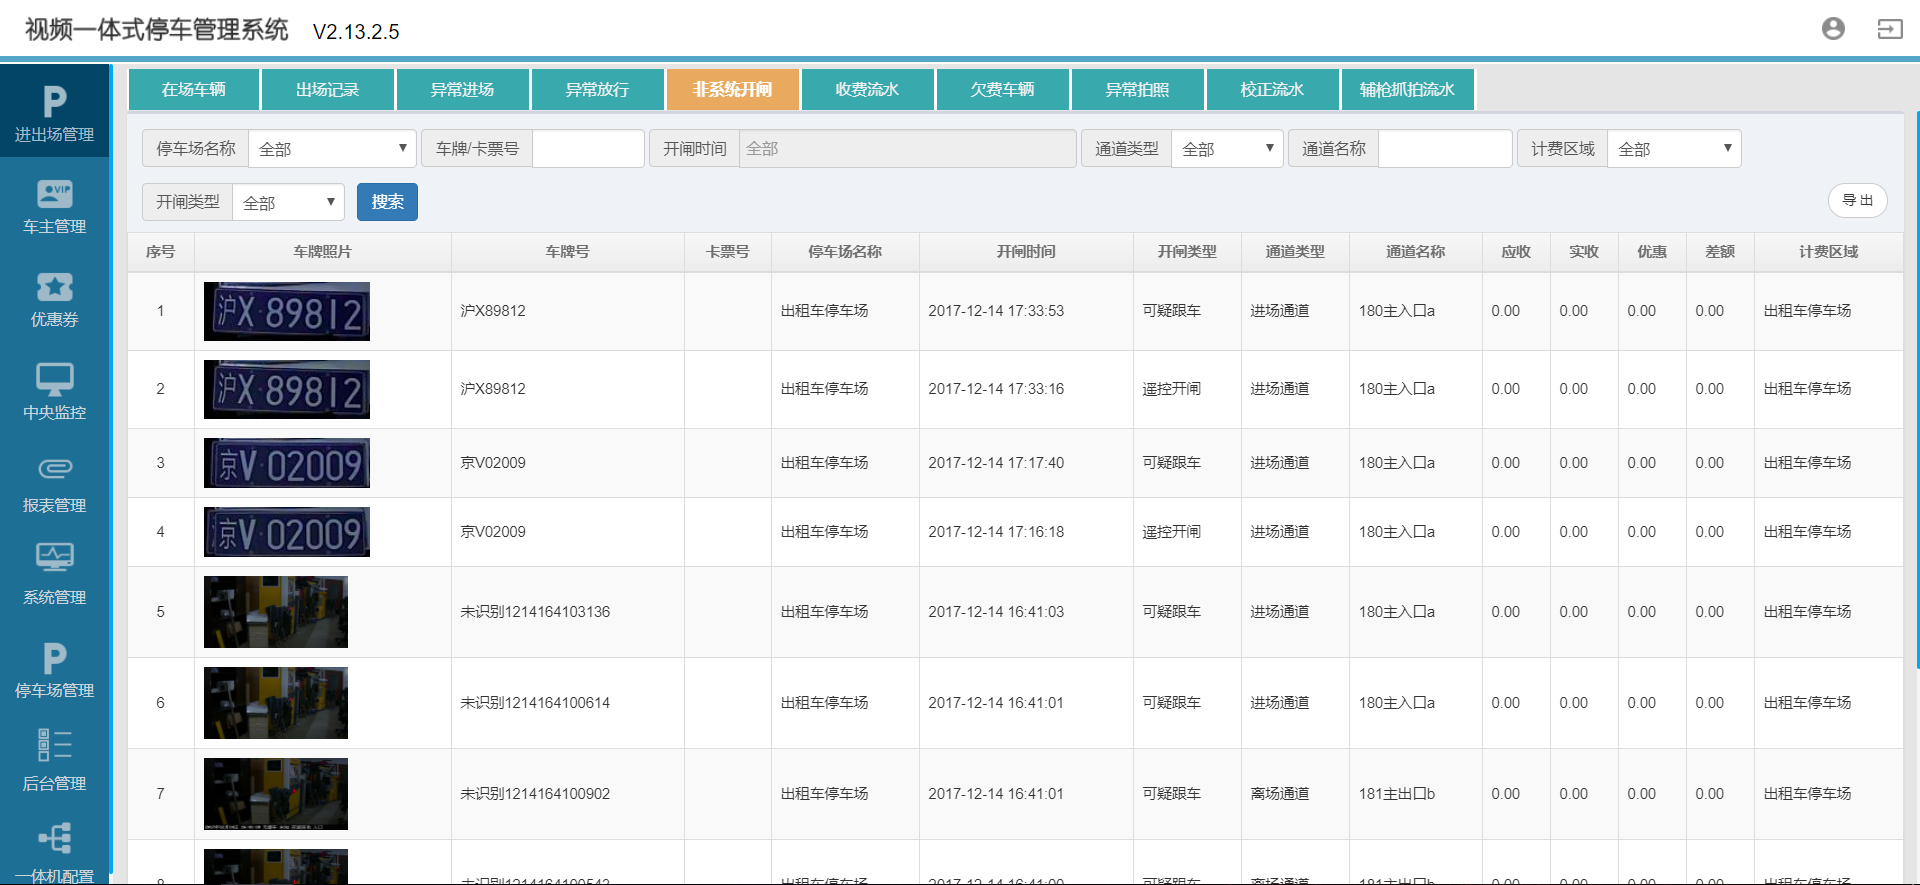 视频一体式停车管理系统 V2.13.2.5
进出场管理
车主管理
优惠券
中央监控
报表管理
系统管理
停车场管理
后台管理
一体机配置
在场车辆 出场记录 异常进场 异常放行 非系统开闸 收费流水 欠费车辆 异常拍照 校正流水 辅枪抓拍流水
停车场名称 全部 车牌/卡票号 开闸时间 全部 通道类型 全部 通道名称 计费区域 全部
开闸类型 全部 搜索 导出
序号 车牌照片 车牌号 卡票号 停车场名称 开闸时间 开闸类型 通道类型 通道名称 应收 实收 优惠 差额 计费区域
1 沪X·89812 沪X89812 出租车停车场 2017-12-14 17:33:53 可疑跟车 进场通道 180主入口a 0.00 0.00 0.00 0.00 出租车停车场
2 沪X·89812 沪X89812 出租车停车场 2017-12-14 17:33:16 遥控开闸 进场通道 180主入口a 0.00 0.00 0.00 0.00 出租车停车场
3 京V·02009 京V02009 出租车停车场 2017-12-14 17:17:40 可疑跟车 进场通道 180主入口a 0.00 0.00 0.00 0.00 出租车停车场
4 京V·02009 京V02009 出租车停车场 2017-12-14 17:16:18 遥控开闸 进场通道 180主入口a 0.00 0.00 0.00 0.00 出租车停车场
5 未识别1214164103136 出租车停车场 2017-12-14 16:41:03 可疑跟车 进场通道 180主入口a 0.00 0.00 0.00 0.00 出租车停车场
6 未识别1214164100614 出租车停车场 2017-12-14 16:41:01 可疑跟车 进场通道 180主入口a 0.00 0.00 0.00 0.00 出租车停车场
7 未识别1214164100902 出租车停车场 2017-12-14 16:41:01 可疑跟车 离场通道 181主出口b 0.00 0.00 0.00 0.00 出租车停车场